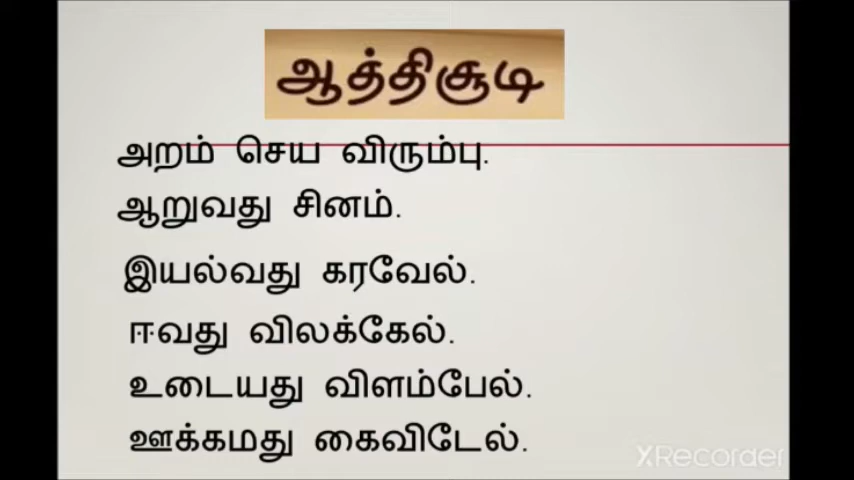 ஆத்திசூடி
அறம் செய விரும்பு.
ஆறுவது சினம்.
இயல்வது கரவேல்.
ஈவது விலக்கேல்.
உடையது விளம்பேல்.
ஊக்கமது கைவிடேல்.
XRecorder